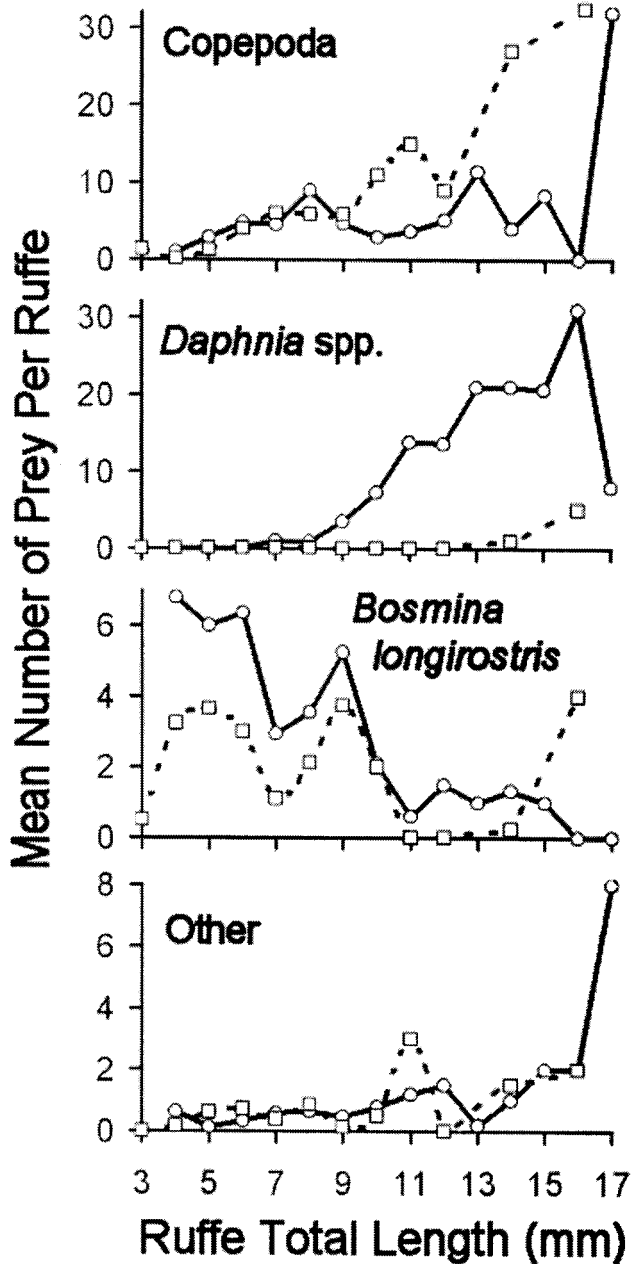 Mean Number of Prey Per Ruffe
Copepoda
30
20
10
0
Daphnia spp.
30
20
10
0
Bosmina
longirostris
6
4
2
0
Other
8
6
4
2
0
3 5 7 9 11 13 15 17
Ruffe Total Length (mm)